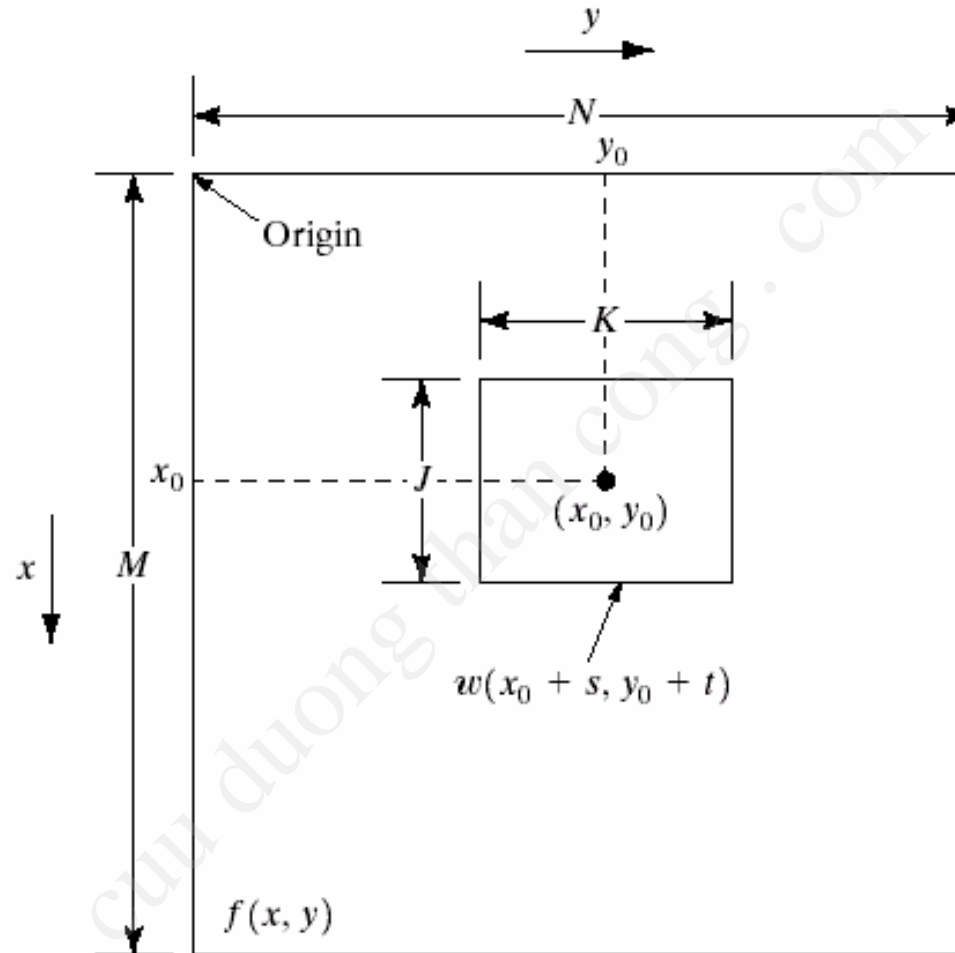 y
N
y₀
Origin
K
x₀
J
(x₀, y₀)
x
M
w(x₀ + s, y₀ + t)
f(x, y)
cuu duong than cong . com